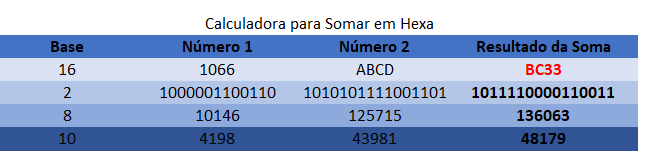 Calculadora para Somar em Hexa
Base Número 1 Número 2 Resultado da Soma
16 1066 ABCD BC33
2 1000001100110 1010101111001101 1011110000110011
8 10146 125715 136063
10 4198 43981 48179